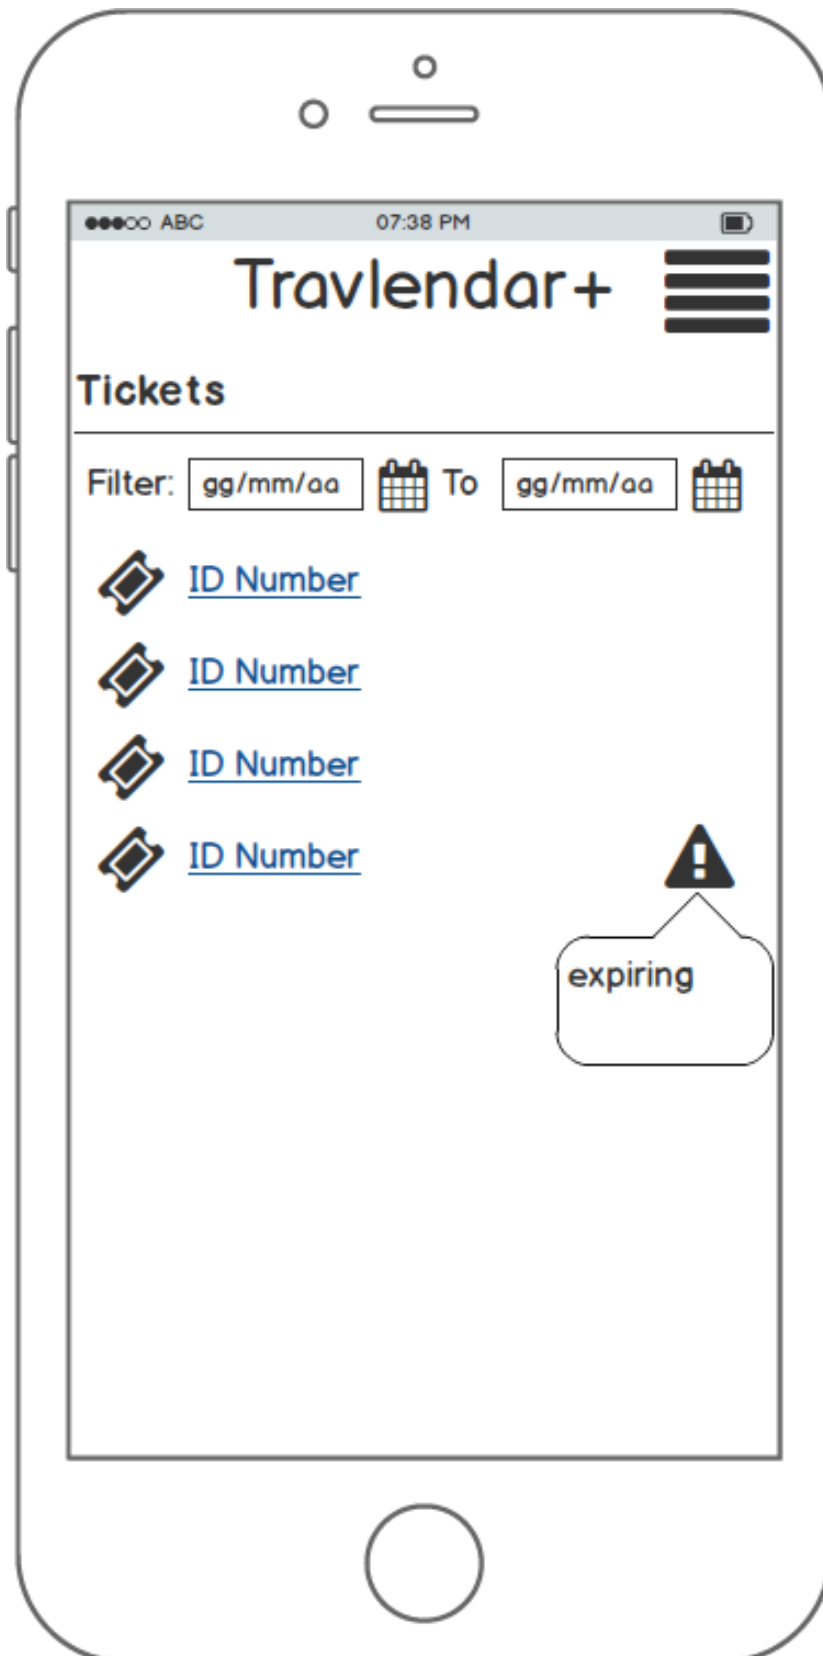 ABC 07:38 PM
Travlendar+
Tickets
Filter: gg/mm/aa To gg/mm/aa
ID Number
ID Number
ID Number
ID Number
expiring